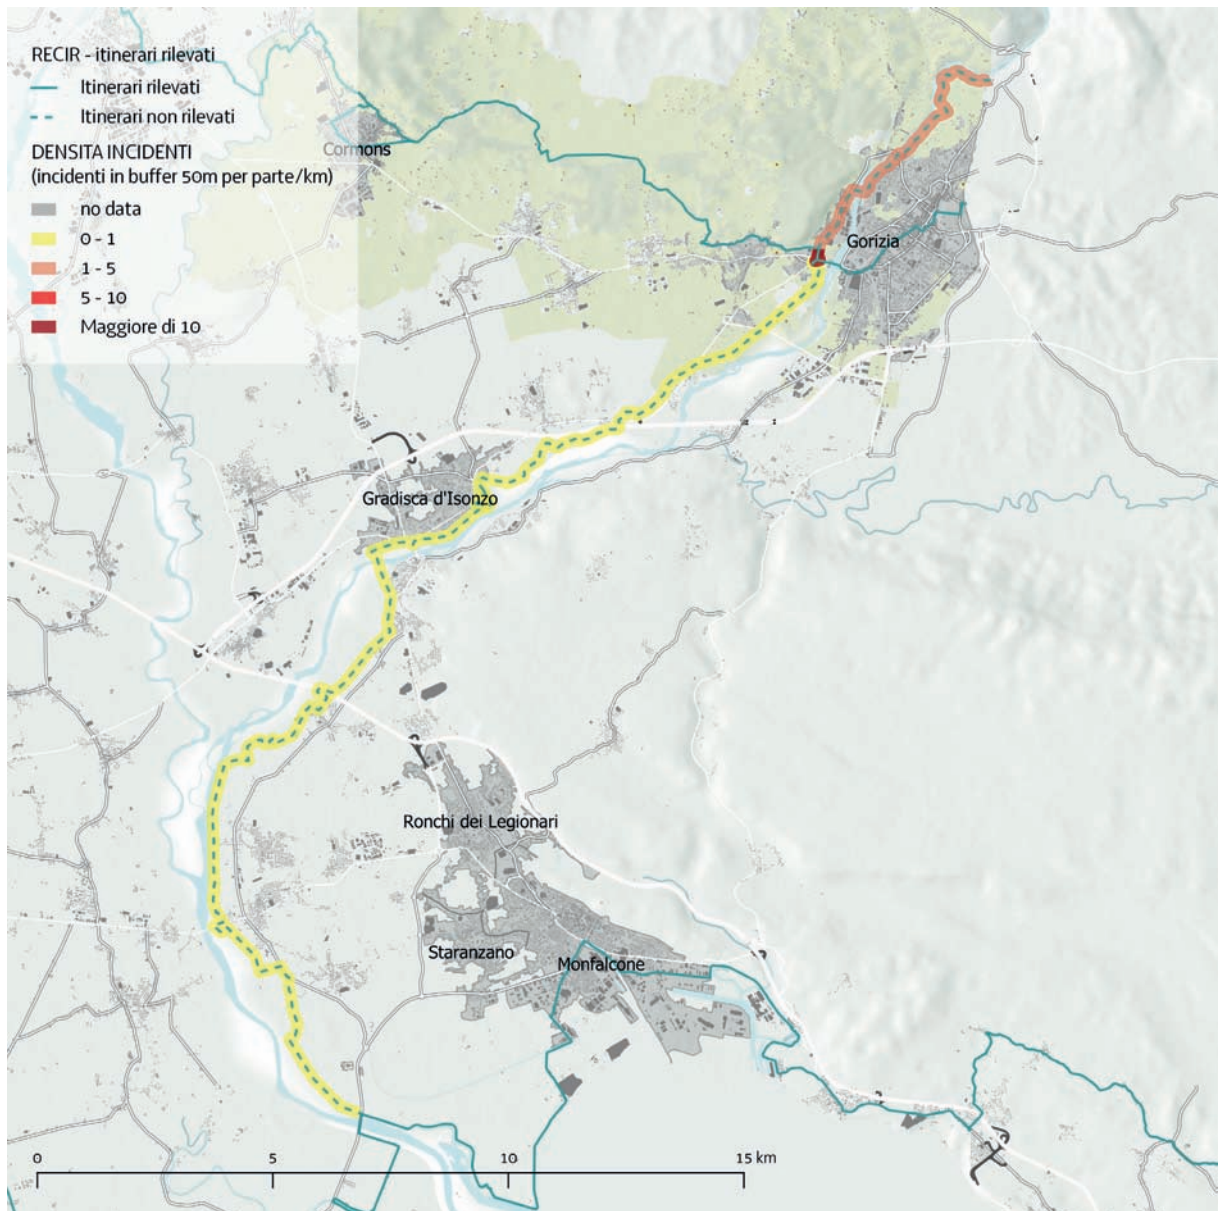 RECIR - itinerari rilevati
Itinerari rilevati
Itinerari non rilevati
DENSITA INCIDENTI
(incidenti in buffer 50m per parte/km)
no data
0 - 1
1 - 5
5 - 10
Maggiore di 10
Cormons
Gorizia
Gradisca d'Isonzo
Ronchi dei Legionari
Staranzano
Monfalcone
0 5 10 15 km